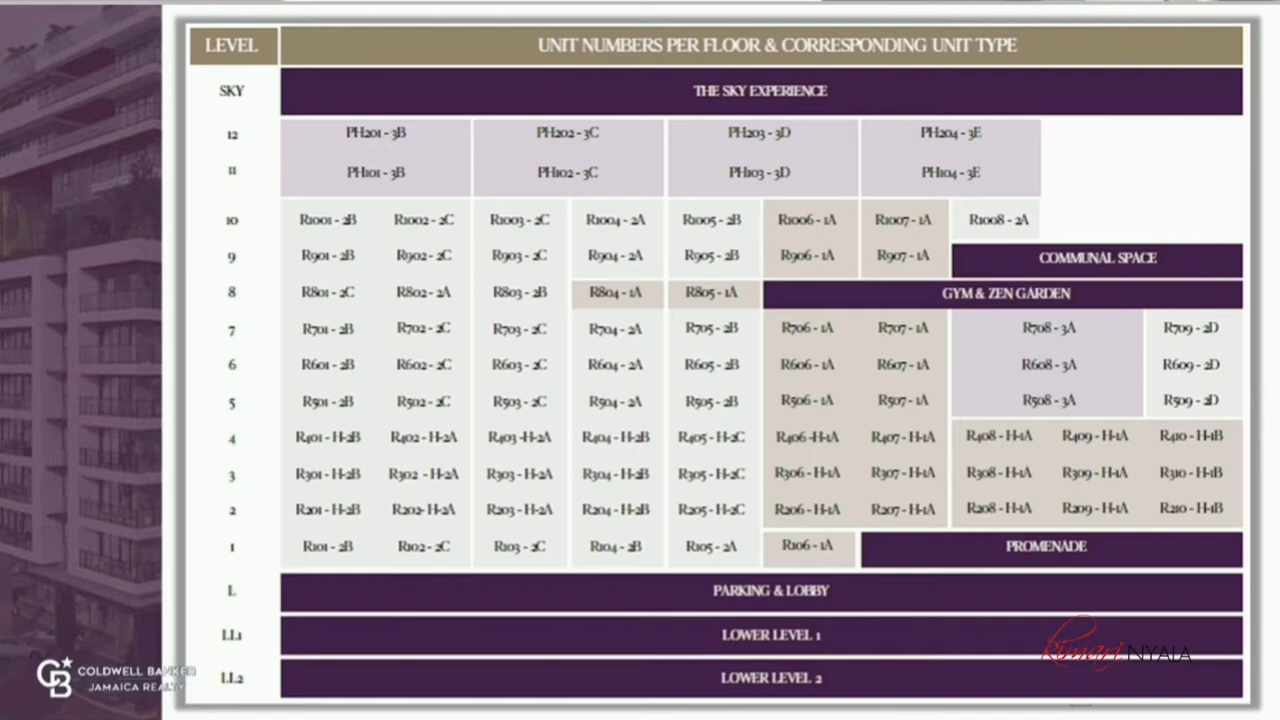 LEVEL UNIT NUMBERS PER FLOOR & CORRESPONDING UNIT TYPE
SKY THE SKY EXPERIENCE
12 PH201 - 3B PH202 - 3C PH203 - 3D PH204 - 3E
11 PH101 - 3B PH102 - 3C PH103 - 3D PH104 - 3E
10 R1001 - 2B R1002 - 2C R1003 - 2C R1004 - 2A R1005 - 2B R1006 - 1A R1007 - 1A R1008 - 2A
9 R901 - 2B R902 - 2C R903 - 2C R904 - 2A R905 - 2B R906 - 1A R907 - 1A COMMUNAL SPACE
8 R801 - 2C R802 - 2A R803 - 2B R804 - 1A R805 - 1A GYM & ZEN GARDEN
7 R701 - 2B R702 - 2C R703 - 2C R704 - 2A R705 - 2B R706 - 1A R707 - 1A R708 - 3A R709 - 2D
6 R601 - 2B R602 - 2C R603 - 2C R604 - 2A R605 - 2B R606 - 1A R607 - 1A R608 - 3A R609 - 2D
5 R501 - 2B R502 - 2C R503 - 2C R504 - 2A R505 - 2B R506 - 1A R507 - 1A R508 - 3A R509 - 2D
4 R401 - H-2B R402 - H-2A R403 -H-2A R404 - H-2B R405 - H-2C R406 -H-1A R407 - H-1A R408 - H-1A R409 - H-1A R410 - H-1B
3 R301 - H-2B R302 - H-2A R303 - H-2A R304 - H-2B R305 - H-2C R306 - H-1A R307 - H-1A R308 - H-1A R309 - H-1A R310 - H-1B
2 R201 - H-2B R202- H-2A R203 - H-2A R204 - H-2B R205 - H-2C R206 - H-1A R207 - H-1A R208 - H-1A R209 - H-1A R210 - H-1B
1 R101 - 2B R102 - 2C R103 - 2C R104 - 2B R105 - 2A R106 - 1A PROMENADE
L PARKING & LOBBY
LL1 LOWER LEVEL 1
LL2 LOWER LEVEL 2
CB COLDWELL BANKER
JAMAICA REALTY
kimari NYALA